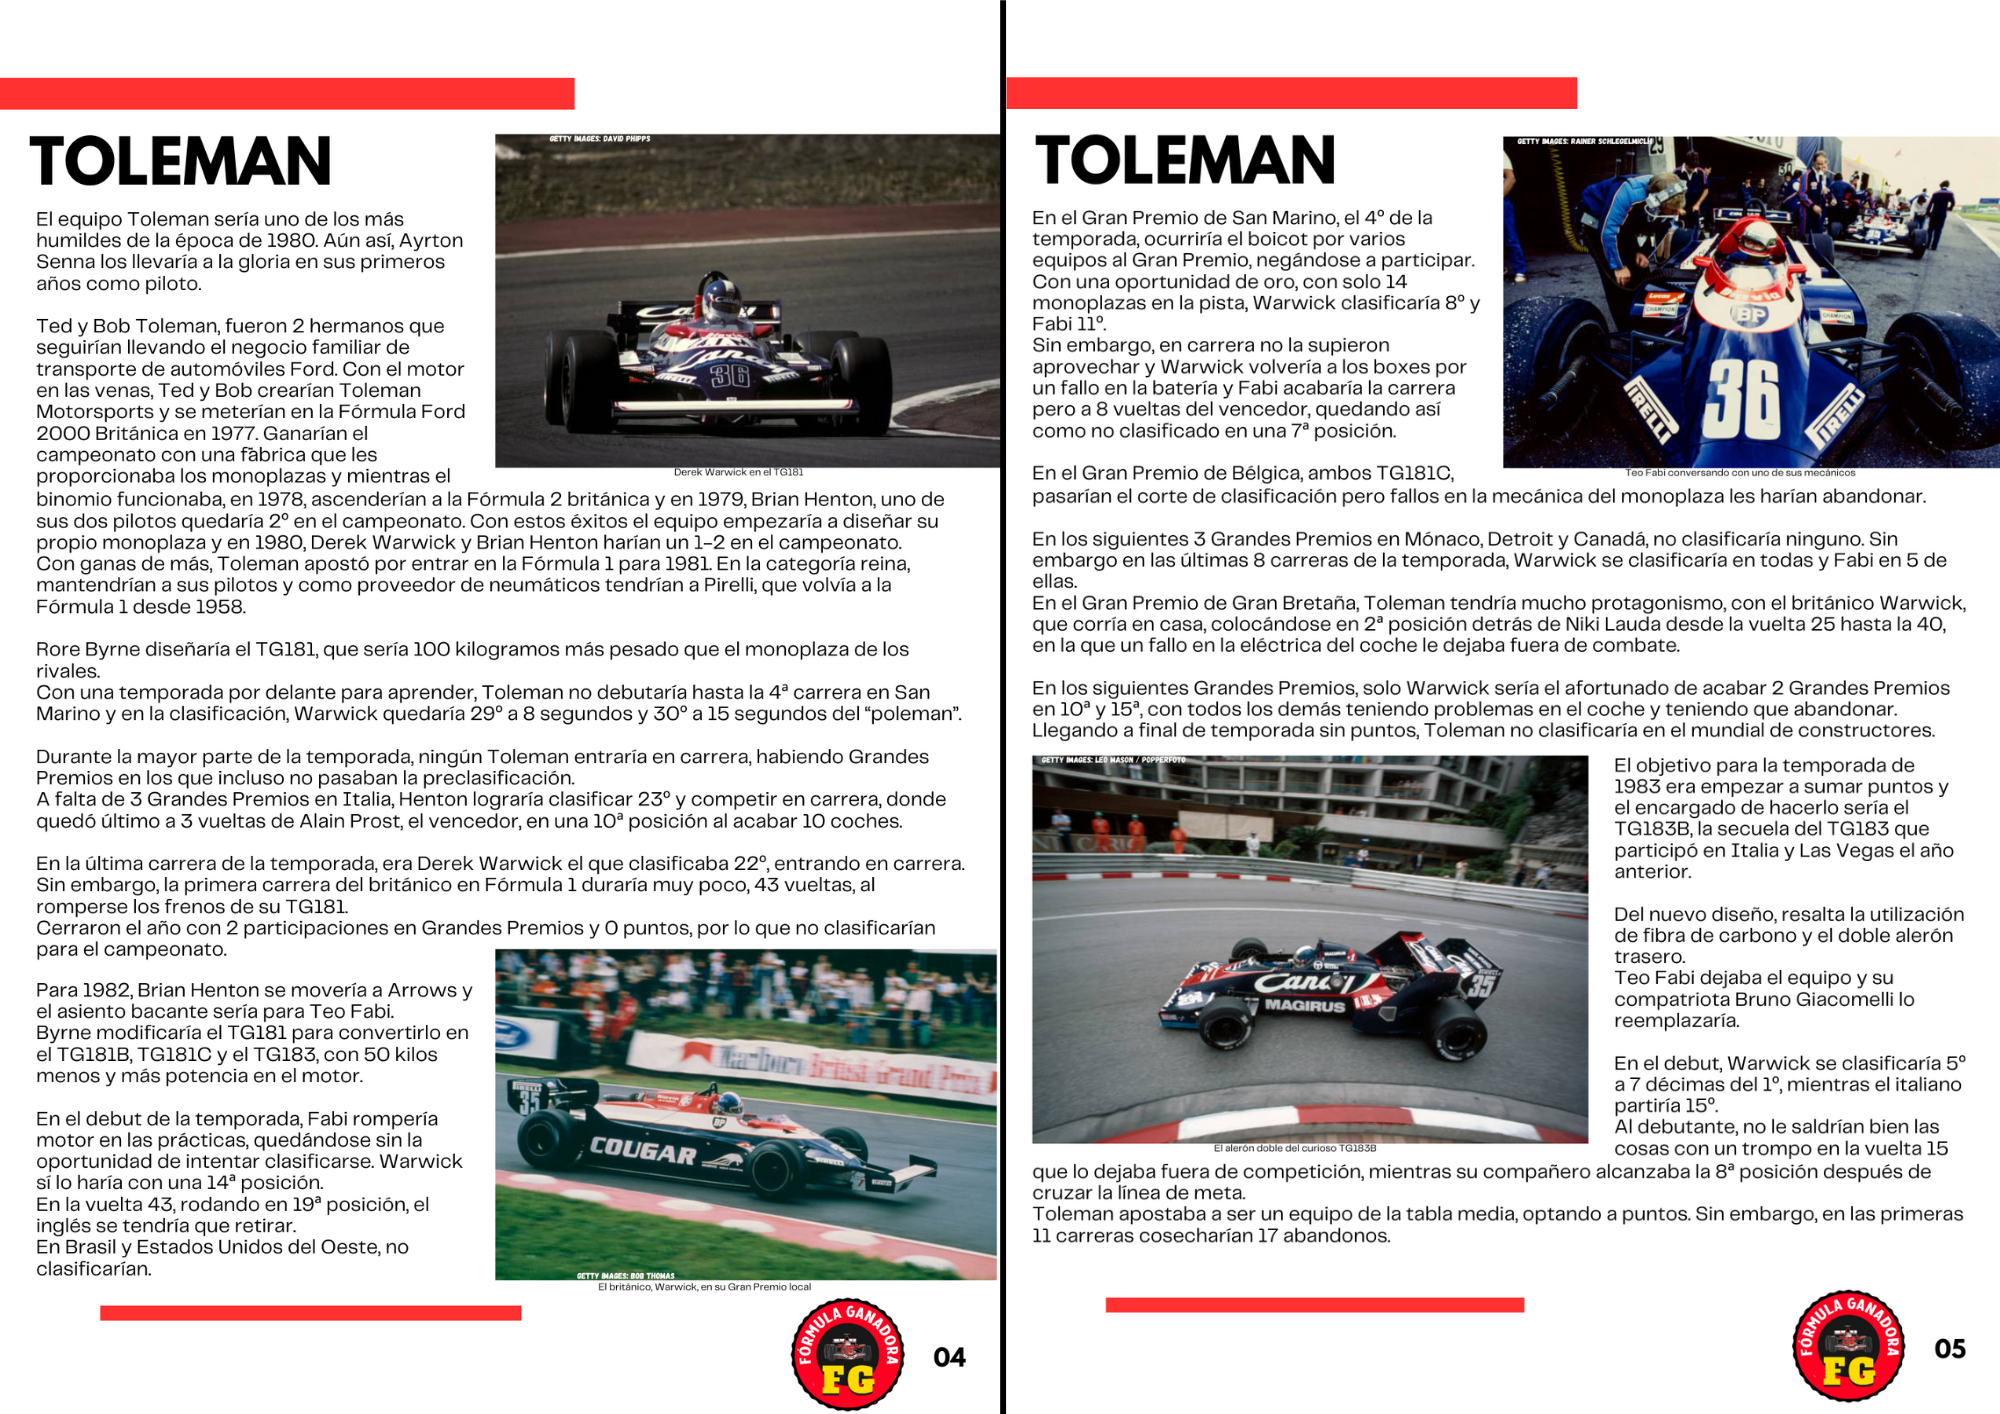 TOLEMAN
El equipo Toleman sería uno de los más
humildes de la época de 1980. Aún así, Ayrton
Senna los llevaría a la gloria en sus primeros
años como piloto.
Ted y Bob Toleman, fueron 2 hermanos que
seguirían llevando el negocio familiar de
transporte de automóviles Ford. Con el motor
en las venas, Ted y Bob crearían Toleman
Motorsports y se meterían en la Fórmula Ford
2000 Británica en 1977. Ganarían el
campeonato con una fàbrica que les
proporcionaba los monoplazas y mientras el
binomio funcionaba, en 1978, ascenderían a la Fórmula 2 británica y en 1979, Brian Henton, uno de
sus dos pilotos quedaría 2º en el campeonato. Con estos éxitos el equipo empezaría a diseñar su
propio monoplaza y en 1980, Derek Warwick y Brian Henton harían un 1-2 en el campeonato.
Con ganas de más, Toleman apostó por entrar en la Fórmula 1 para 1981. En la categoría reina,
mantendrían a sus pilotos y como proveedor de neumáticos tendrían a Pirelli, que volvía a la
Fórmula 1 desde 1958.
Rore Byrne diseñaría el TG181, que sería 100 kilogramos más pesado que el monoplaza de los
rivales.
Con una temporada por delante para aprender, Toleman no debutaría hasta la 4ª carrera en San
Marino y en la clasificación, Warwick quedaría 29º a 8 segundos y 30º a 15 segundos del “poleman”.
Durante la mayor parte de la temporada, ningún Toleman entraría en carrera, habiendo Grandes
Premios en los que incluso no pasaban la preclasificación.
A falta de 3 Grandes Premios en Italia, Henton lograría clasificar 23º y competir en carrera, donde
quedó último a 3 vueltas de Alain Prost, el vencedor, en una 10ª posición al acabar 10 coches.
En la última carrera de la temporada, era Derek Warwick el que clasificaba 22º, entrando en carrera.
Sin embargo, la primera carrera del británico en Fórmula 1 duraría muy poco, 43 vueltas, al
romperse los frenos de su TG181.
Cerraron el año con 2 participaciones en Grandes Premios y 0 puntos, por lo que no clasificarían
para el campeonato.
Para 1982, Brian Henton se movería a Arrows y
el asiento bacante sería para Teo Fabi.
Byrne modificaría el TG181 para convertirlo en
el TG181B, TG181C y el TG183, con 50 kilos
menos y más potencia en el motor.
En el debut de la temporada, Fabi rompería
motor en las prácticas, quedándose sin la
oportunidad de intentar clasificarse. Warwick
sí lo haría con una 14ª posición.
En la vuelta 43, rodando en 19ª posición, el
inglés se tendría que retirar.
En Brasil y Estados Unidos del Oeste, no
clasificarían.
GETTY IMAGES: DAVID PHIPPS
Candy
36
PIRELLI
Derek Warwick en el TG181
Ford
Marlboro British Grand Prix
PIRELLI
35
BP
COUGAR
GETTY IMAGES: BOB THOMAS
El británico, Warwick, en su Gran Premio local
FÓRMULA GANADORA
FG
04
TOLEMAN
En el Gran Premio de San Marino, el 4º de la
temporada, ocurriría el boicot por varios
equipos al Gran Premio, negándose a participar.
Con una oportunidad de oro, con solo 14
monoplazas en la pista, Warwick clasificaría 8º y
Fabi 11º.
Sin embargo, en carrera no la supieron
aprovechar y Warwick volvería a los boxes por
un fallo en la batería y Fabi acabaría la carrera
pero a 8 vueltas del vencedor, quedando así
como no clasificado en una 7ª posición.
En el Gran Premio de Bélgica, ambos TG181C,
pasarían el corte de clasificación pero fallos en la mecánica del monoplaza les harían abandonar.
En los siguientes 3 Grandes Premios en Mónaco, Detroit y Canadá, no clasificaría ninguno. Sin
embargo en las últimas 8 carreras de la temporada, Warwick se clasificaría en todas y Fabi en 5 de
ellas.
En el Gran Premio de Gran Bretaña, Toleman tendría mucho protagonismo, con el británico Warwick,
que corría en casa, colocándose en 2ª posición detrás de Niki Lauda desde la vuelta 25 hasta la 40,
en la que un fallo en la eléctrica del coche le dejaba fuera de combate.
En los siguientes Grandes Premios, solo Warwick sería el afortunado de acabar 2 Grandes Premios
en 10ª y 15ª, con todos los demás teniendo problemas en el coche y teniendo que abandonar.
Llegando a final de temporada sin puntos, Toleman no clasificaría en el mundial de constructores.
GETTY IMAGES: RAINER SCHLEGELMILCH
29
Lucas
CHAMPION
BP
CHAMPION
36
PIRELLI
PIRELLI
Teo Fabi conversando con uno de sus mecánicos
GETTY IMAGES: LEO MASON / POPPERFOTO
Candy
MAGIRUS
35
El alerón doble del curioso TG183B
El objetivo para la temporada de
1983 era empezar a sumar puntos y
el encargado de hacerlo sería el
TG183B, la secuela del TG183 que
participó en Italia y Las Vegas el año
anterior.
Del nuevo diseño, resalta la utilización
de fibra de carbono y el doble alerón
trasero.
Teo Fabi dejaba el equipo y su
compatriota Bruno Giacomelli lo
reemplazaría.
En el debut, Warwick se clasificaría 5º
a 7 décimas del 1º, mientras el italiano
partiría 15º.
Al debutante, no le saldrían bien las
cosas con un trompo en la vuelta 15
que lo dejaba fuera de competición, mientras su compañero alcanzaba la 8ª posición después de
cruzar la línea de meta.
Toleman apostaba a ser un equipo de la tabla media, optando a puntos. Sin embargo, en las primeras
11 carreras cosecharían 17 abandonos.
FÓRMULA GANADORA
FG
05